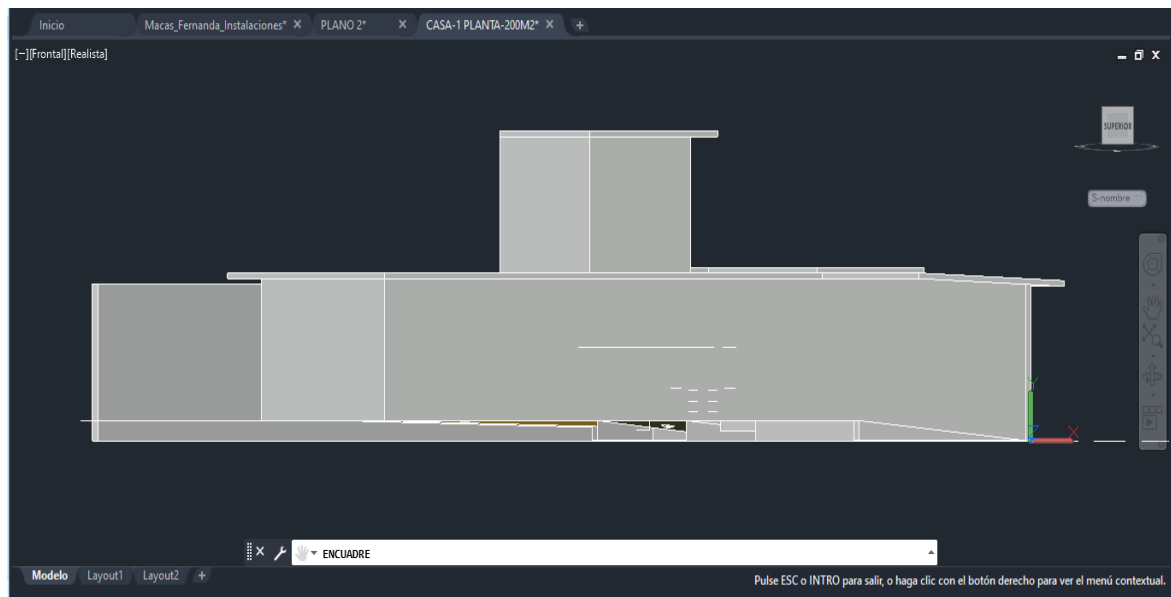 Inicio
Macas_Fernanda_Instalaciones*
PLANO 2*
CASA-1 PLANTA-200M2*
[−][Frontal][Realista]
SUPERIOR
S-nombre
Y
X
ENCUADRE
Modelo
Layout1
Layout2
Pulse ESC o INTRO para salir, o haga clic con el botón derecho para ver el menú contextual.